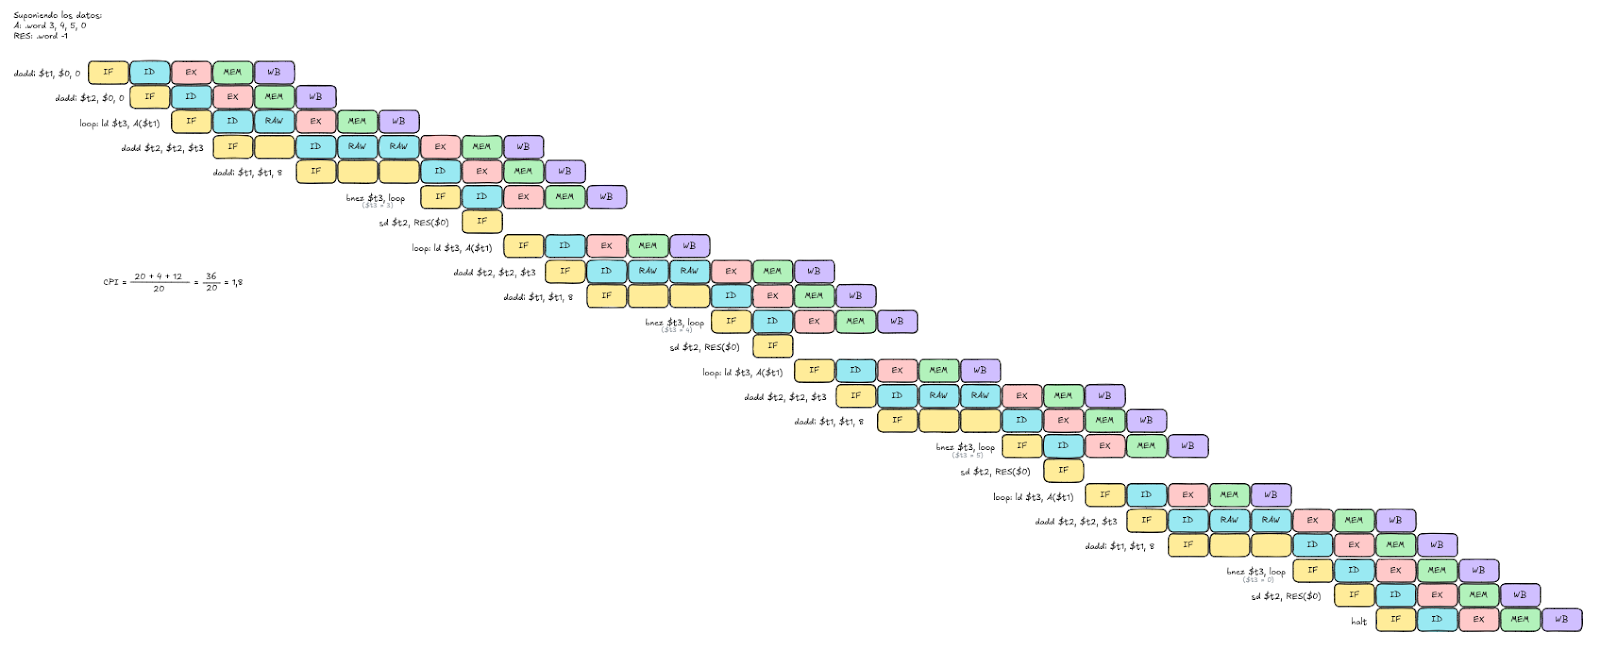 Suponiendo los datos:
A: .word 3, 4, 5, 0
RES: .word -1
daddi $t1, $0, 0 IF ID EX MEM WB
daddi $t2, $0, 0 IF ID EX MEM WB
loop: ld $t3, A($t1) IF ID RAW EX MEM WB
dadd $t2, $t2, $t3 IF ID RAW RAW EX MEM WB
daddi $t1, $t1, 8 IF ID EX MEM WB
bnez $t3, loop IF ID EX MEM WB
($t3 = 3)
sd $t2, RES($0) IF
loop: ld $t3, A($t1) IF ID EX MEM WB
dadd $t2, $t2, $t3 IF ID RAW RAW EX MEM WB
CPI = 20 + 4 + 12 / 20 = 36 / 20 = 1,8
daddi $t1, $t1, 8 IF ID EX MEM WB
bnez $t3, loop IF ID EX MEM WB
($t3 = 4)
sd $t2, RES($0) IF
loop: ld $t3, A($t1) IF ID EX MEM WB
dadd $t2, $t2, $t3 IF ID RAW RAW EX MEM WB
daddi $t1, $t1, 8 IF ID EX MEM WB
bnez $t3, loop IF ID EX MEM WB
($t3 = 5)
sd $t2, RES($0) IF
loop: ld $t3, A($t1) IF ID EX MEM WB
dadd $t2, $t2, $t3 IF ID RAW RAW EX MEM WB
daddi $t1, $t1, 8 IF ID EX MEM WB
bnez $t3, loop IF ID EX MEM WB
($t3 = 0)
sd $t2, RES($0) IF ID EX MEM WB
halt IF ID EX MEM WB